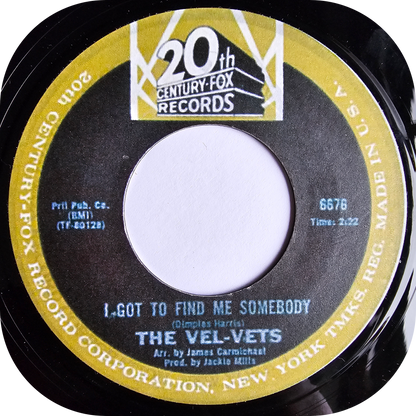 20th
CENTURY-FOX
RECORDS
20th CENTURY-FOX RECORD CORPORATION, NEW YORK TMKS. REG. MADE IN U.S.A.
Pril Pub. Co.
(BMI)
(TF-80128)
6676
Time: 2:22
I GOT TO FIND ME SOMEBODY
(Dimples Harris)
THE VEL-VETS
Arr. by James Carmichael
Prod. by Jackie Mills